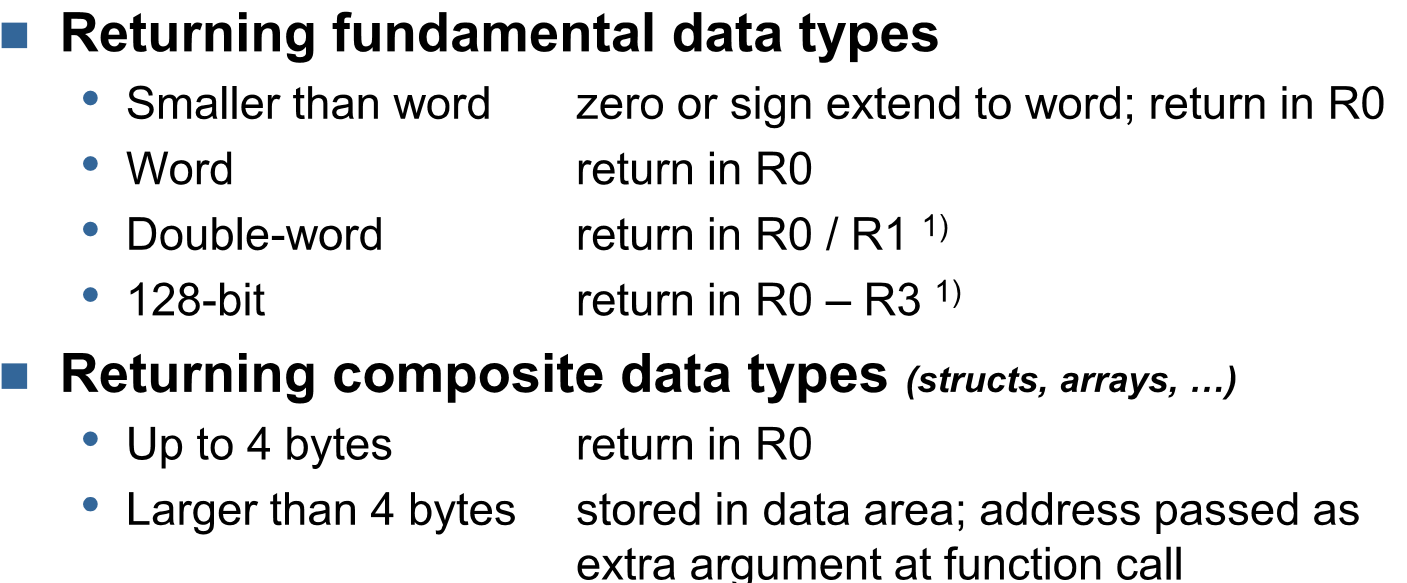 Returning fundamental data types
• Smaller than word zero or sign extend to word; return in R0
• Word return in R0
• Double-word return in R0 / R1 1)
• 128-bit return in R0 – R3 1)
Returning composite data types (structs, arrays, …)
• Up to 4 bytes return in R0
• Larger than 4 bytes stored in data area; address passed as
extra argument at function call